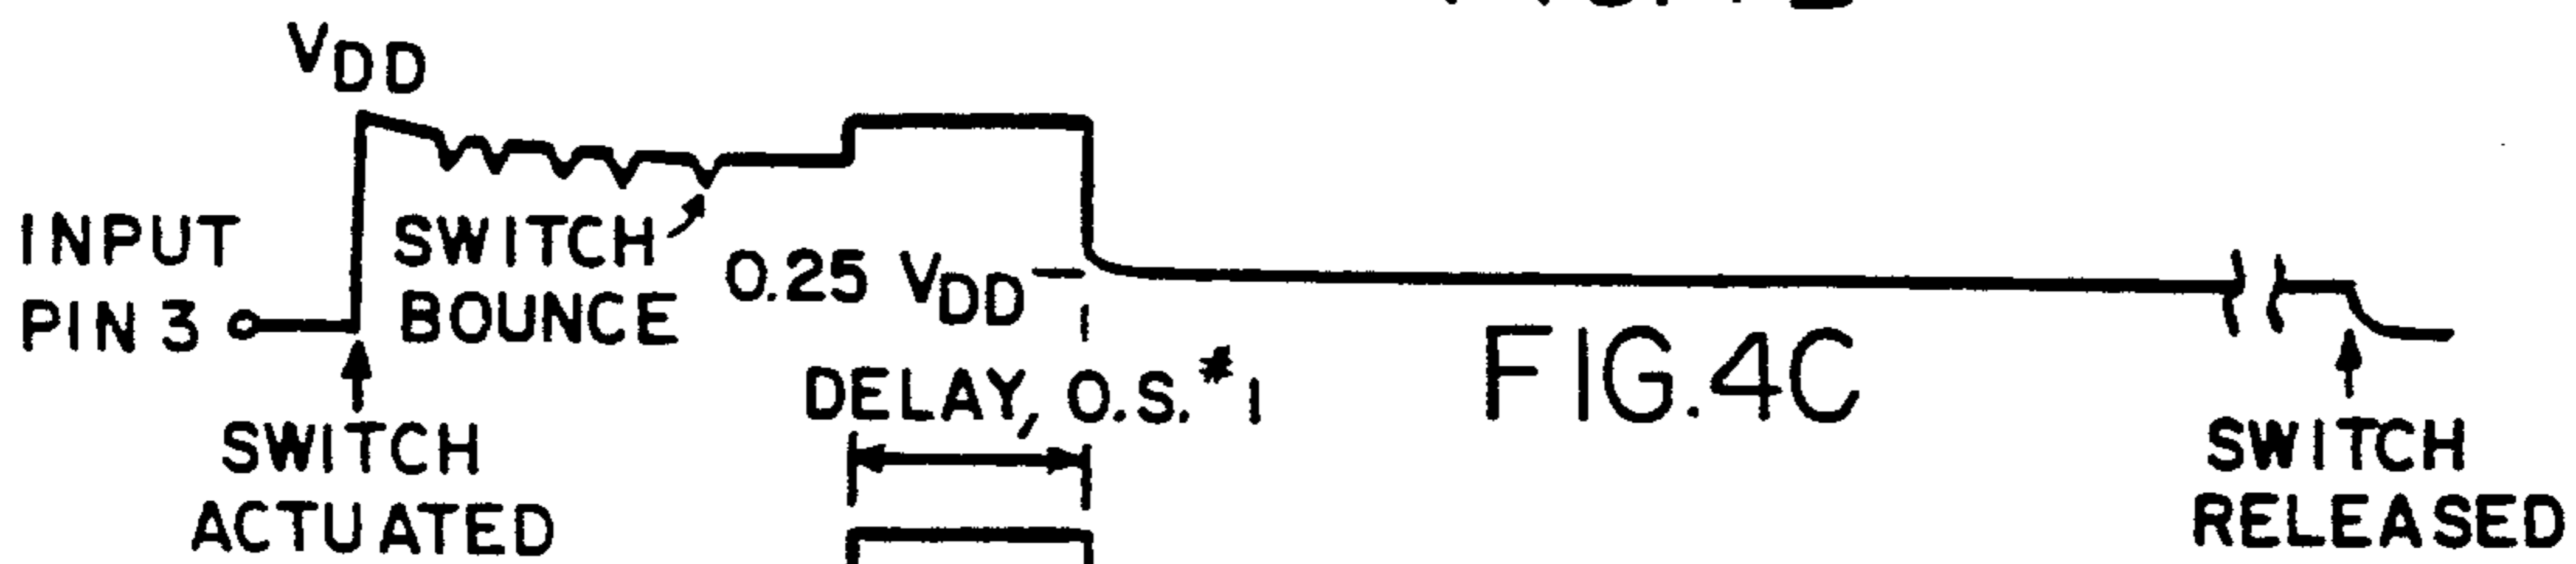 VDD
INPUT
PIN 3
SWITCH
BOUNCE
0.25 VDD
DELAY, O.S.#1
FIG.4C
SWITCH
ACTUATED
SWITCH
RELEASED